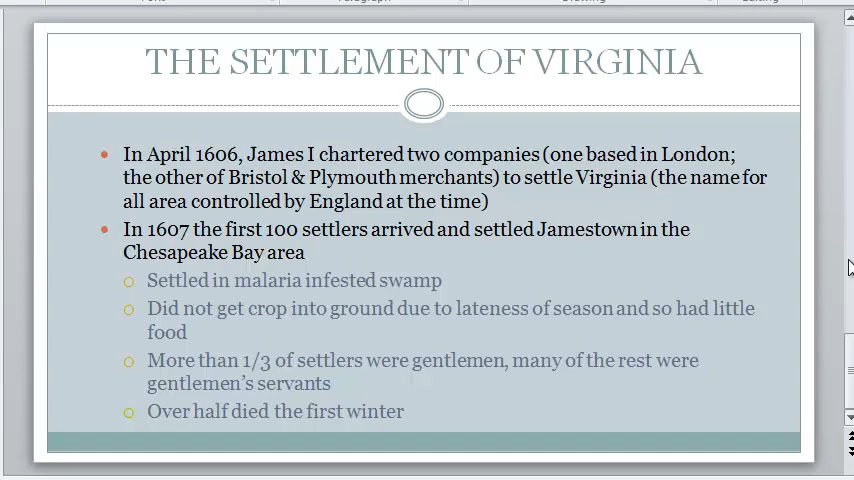 THE SETTLEMENT OF VIRGINIA
• In April 1606, James I chartered two companies (one based in London;
the other of Bristol & Plymouth merchants) to settle Virginia (the name for
all area controlled by England at the time)
• In 1607 the first 100 settlers arrived and settled Jamestown in the
Chesapeake Bay area
o Settled in malaria infested swamp
o Did not get crop into ground due to lateness of season and so had little
food
o More than 1/3 of settlers were gentlemen, many of the rest were
gentlemen's servants
o Over half died the first winter